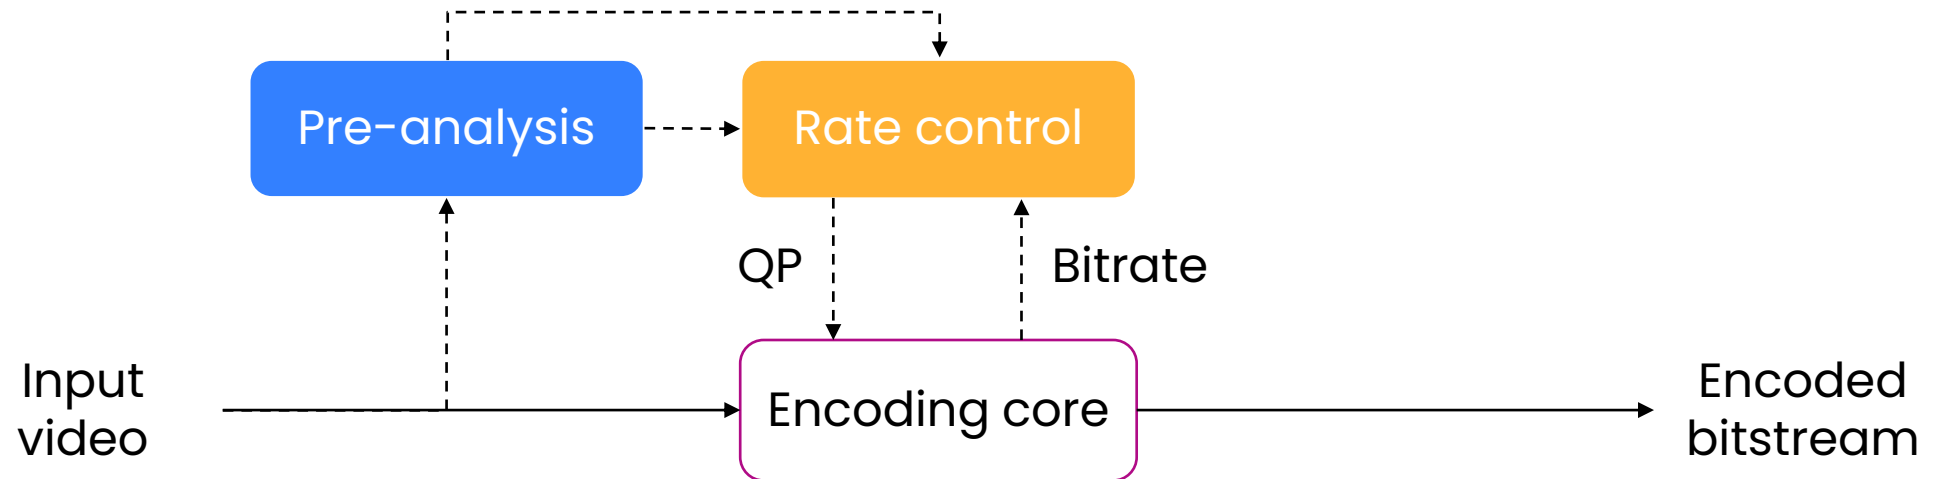 Pre-analysis
Rate control
QP
Bitrate
Input
video
Encoding core
Encoded
bitstream